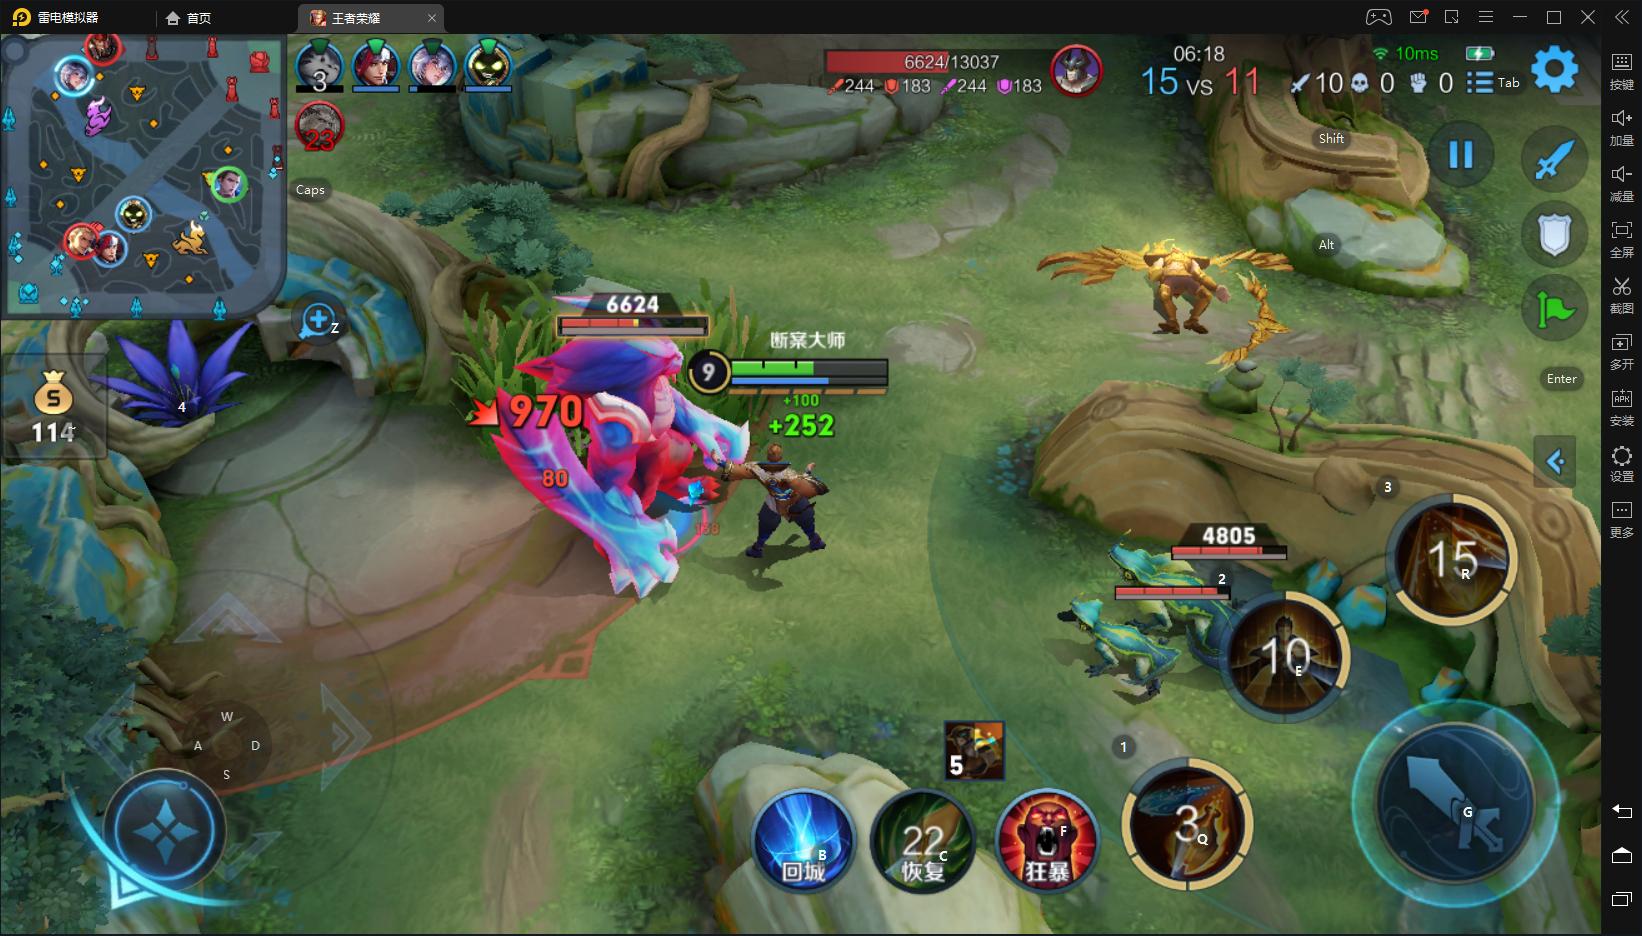 雷电模拟器
首页
王者荣耀
3
23
Caps
6624/13037
244 183 244 183
06:18
15 vs 11
10ms
10 0 0
Tab
Shift
Alt
Enter
按键
加量
减量
全屏
截图
多开
安装
设置
更多
Z
4
114
6624
断案大师
9
+100
+252
970
80
158
4805
2
3
15
R
10
E
W
A
D
S
5
1
B
回城
22
C
恢复
F
狂暴
3
Q
G